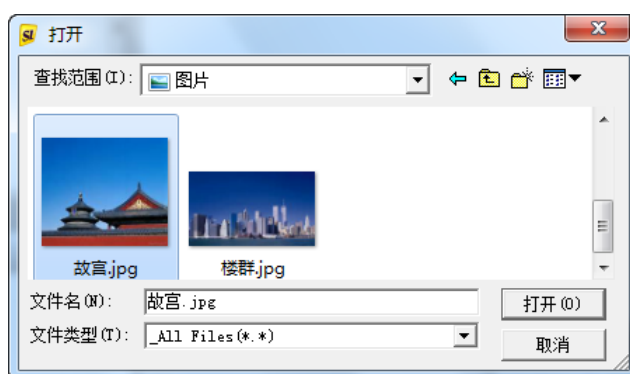 SL 打开
查找范围(I): 图片
故宫.jpg 楼群.jpg
文件名(N): 故宫.jpg 打开(O)
文件类型(T): _All Files(*.*)
取消